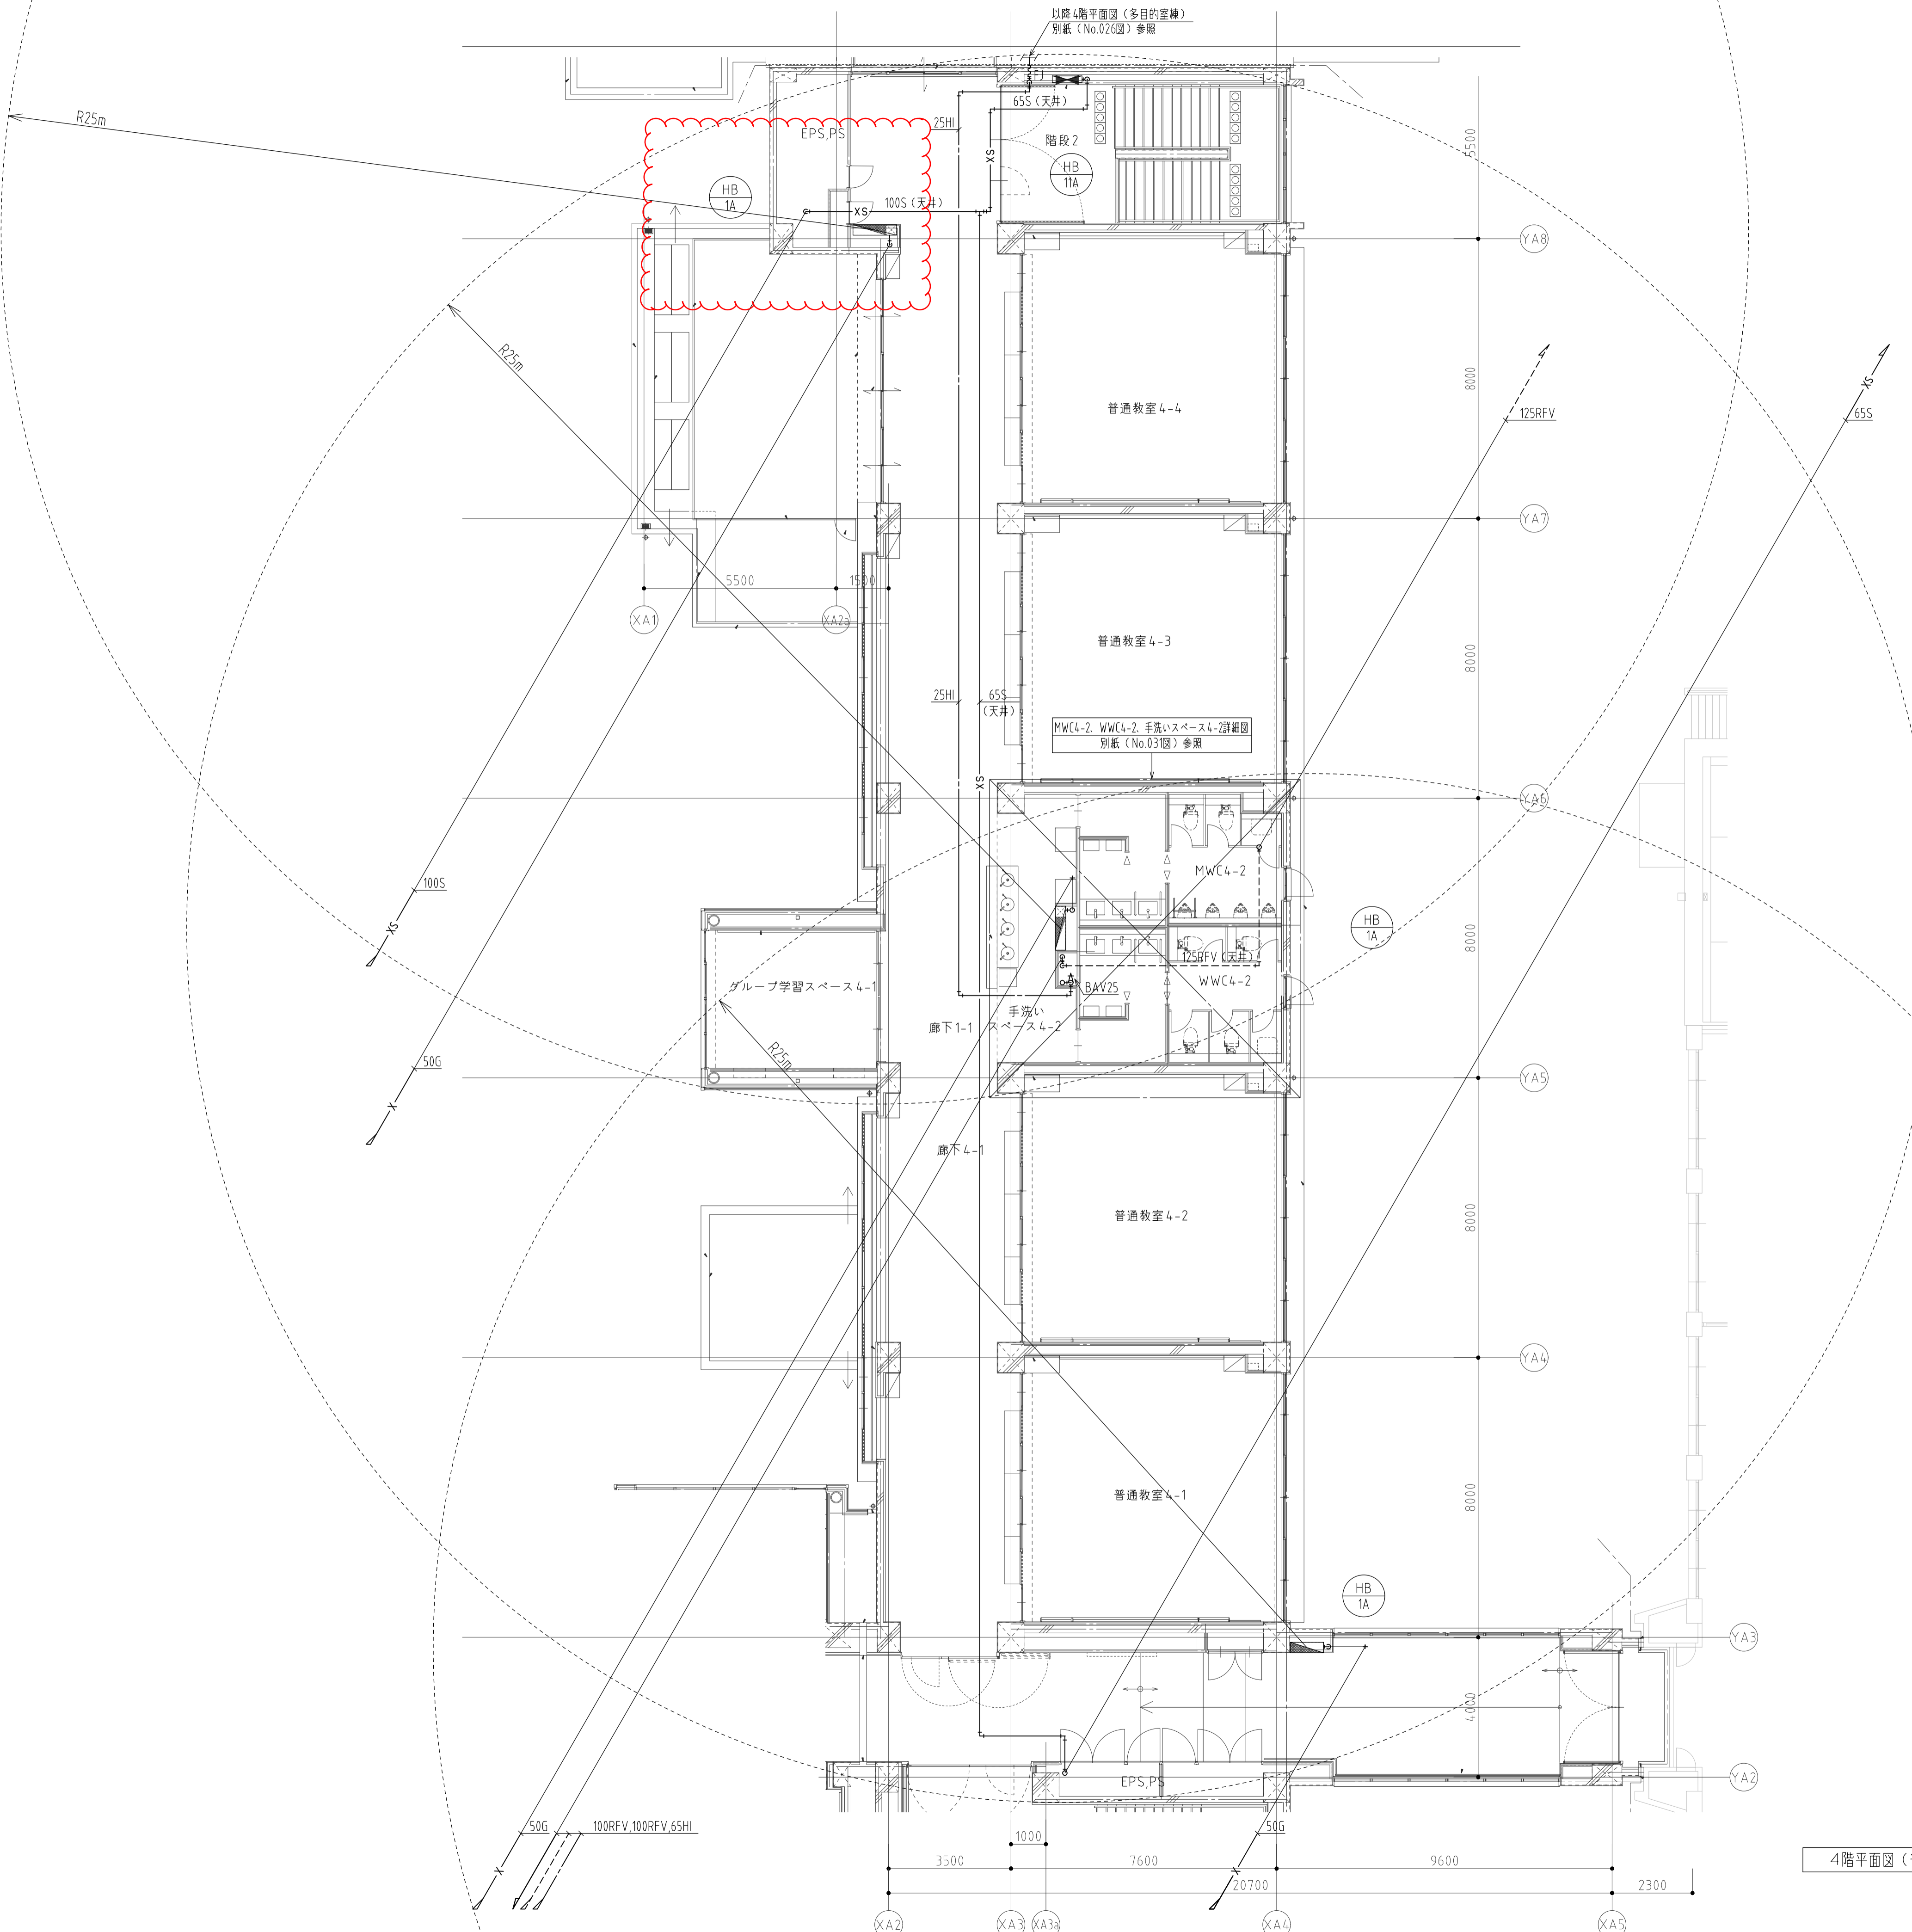 以降4階平面図（多目的室棟）
別紙（No.026図）参照
FJ
65S（天井）
R25m
25HI
EPS,PS
階段2
XS
HB
11A
HB
1A
100S（天井）
XS
5500
YA8
R25m
8000
普通教室4-4
125RFV
XS
65S
YA7
5500
1500
XA1
XA2a
普通教室4-3
8000
25HI
65S
（天井）
MWC4-2、WWC4-2、手洗いスペース4-2詳細図
別紙（No.031図）参照
XS
YA6
MWC4-2
100S
XS
HB
1A
8000
125RFV（天井）
WWC4-2
BAV25
グループ学習スペース4-1
手洗い
スペース4-2
廊下1-1
R25m
50G
X
YA5
廊下4-1
普通教室4-2
8000
YA4
普通教室4-1
8000
HB
1A
YA3
4000
EPS,PS
YA2
50G
100RFV,100RFV,65HI
X
50G
X
1000
3500
7600
9600
20700
2300
4階平面図（
XA2
XA3
XA3a
XA4
XA5